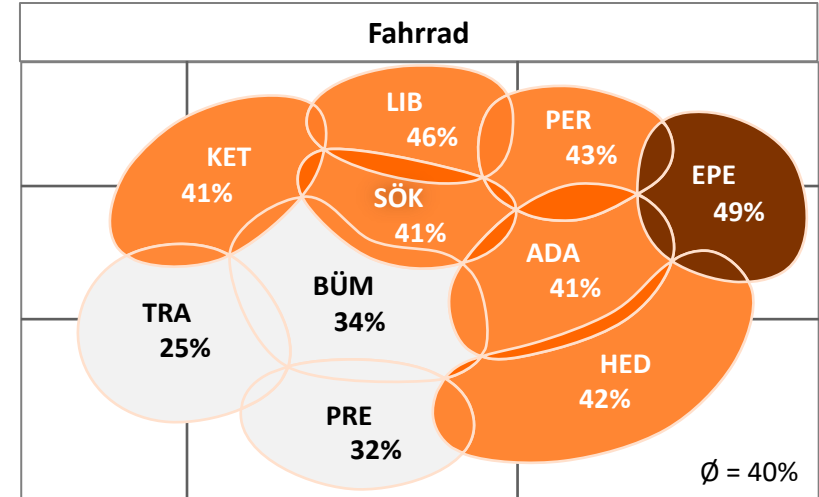 Fahrrad
LIB
46%
PER
43%
KET
41%
EPE
49%
SÖK
41%
ADA
41%
BÜM
34%
TRA
25%
HED
42%
PRE
32%
Ø = 40%